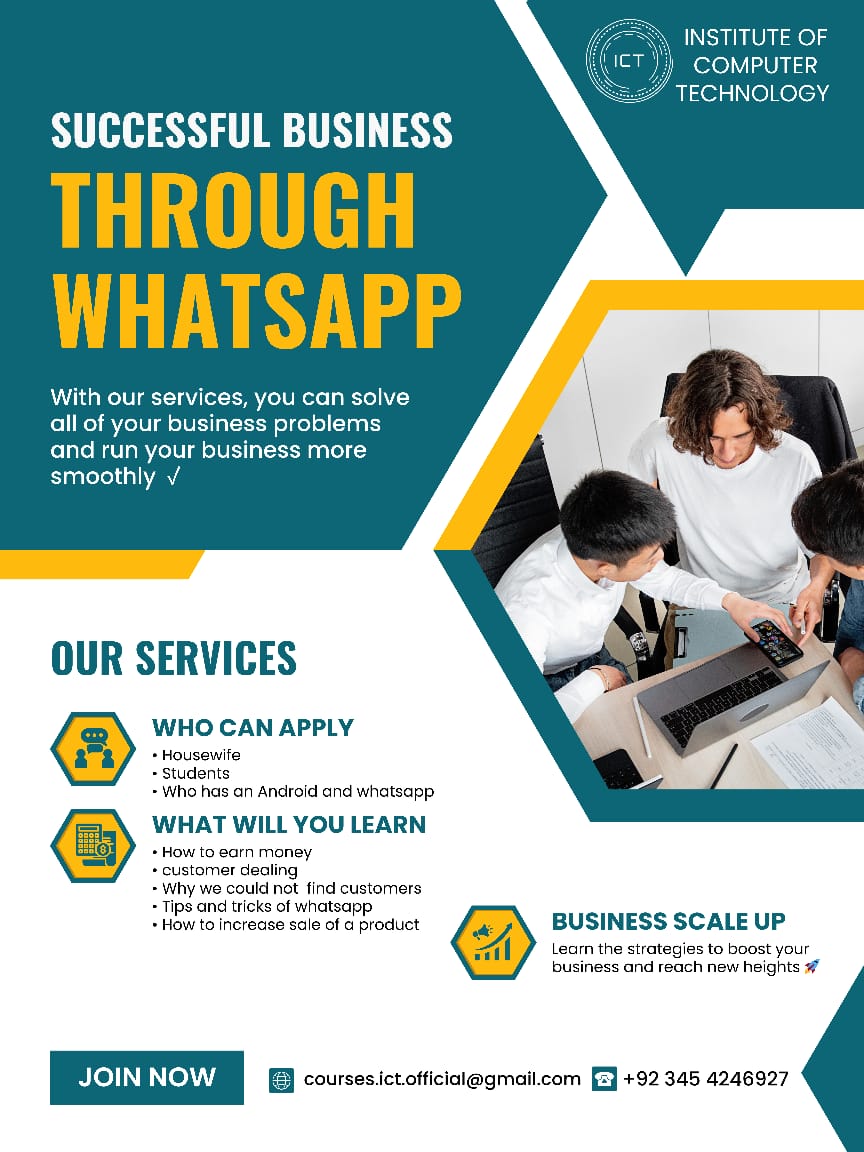 ICT
INSTITUTE OF
COMPUTER
TECHNOLOGY
SUCCESSFUL BUSINESS
THROUGH
WHATSAPP
With our services, you can solve
all of your business problems
and run your business more
smoothly √
OUR SERVICES
WHO CAN APPLY
• Housewife
• Students
• Who has an Android and whatsapp
WHAT WILL YOU LEARN
• How to earn money
• customer dealing
• Why we could not find customers
• Tips and tricks of whatsapp
• How to increase sale of a product
BUSINESS SCALE UP
Learn the strategies to boost your
business and reach new heights 🚀
JOIN NOW
courses.ict.official@gmail.com
+92 345 4246927